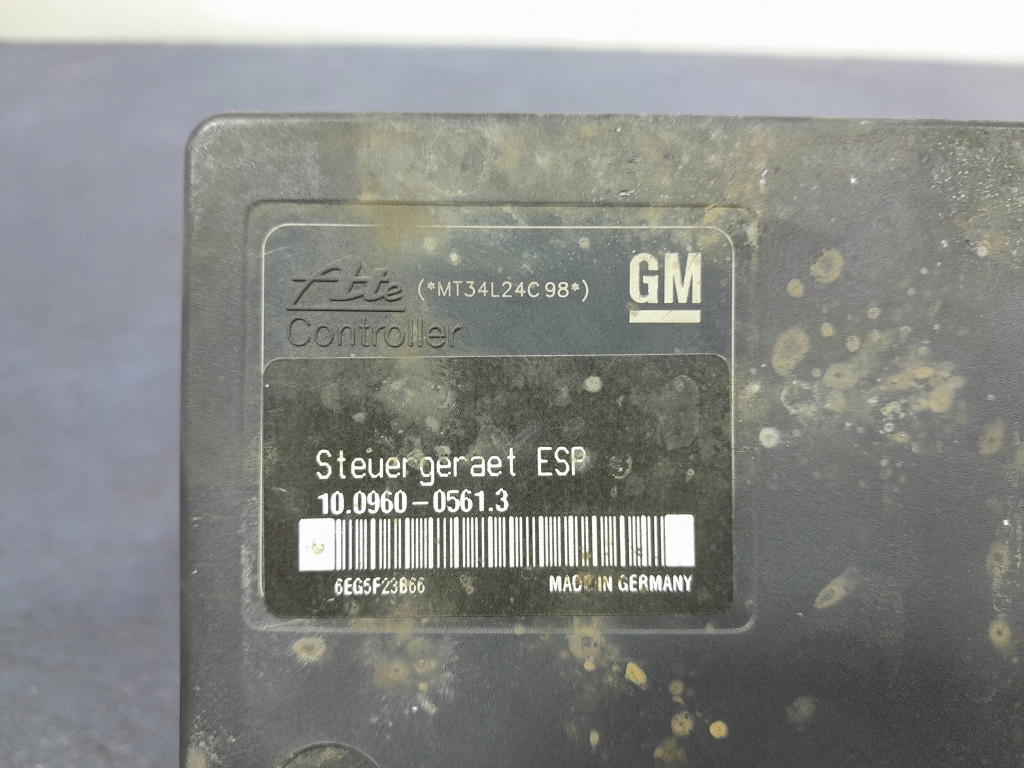 Ate (*MT34L24C98*) GM
Controller
Steuergeraet ESP
10.0960-0561.3
6EG5F23B66 MADE IN GERMANY